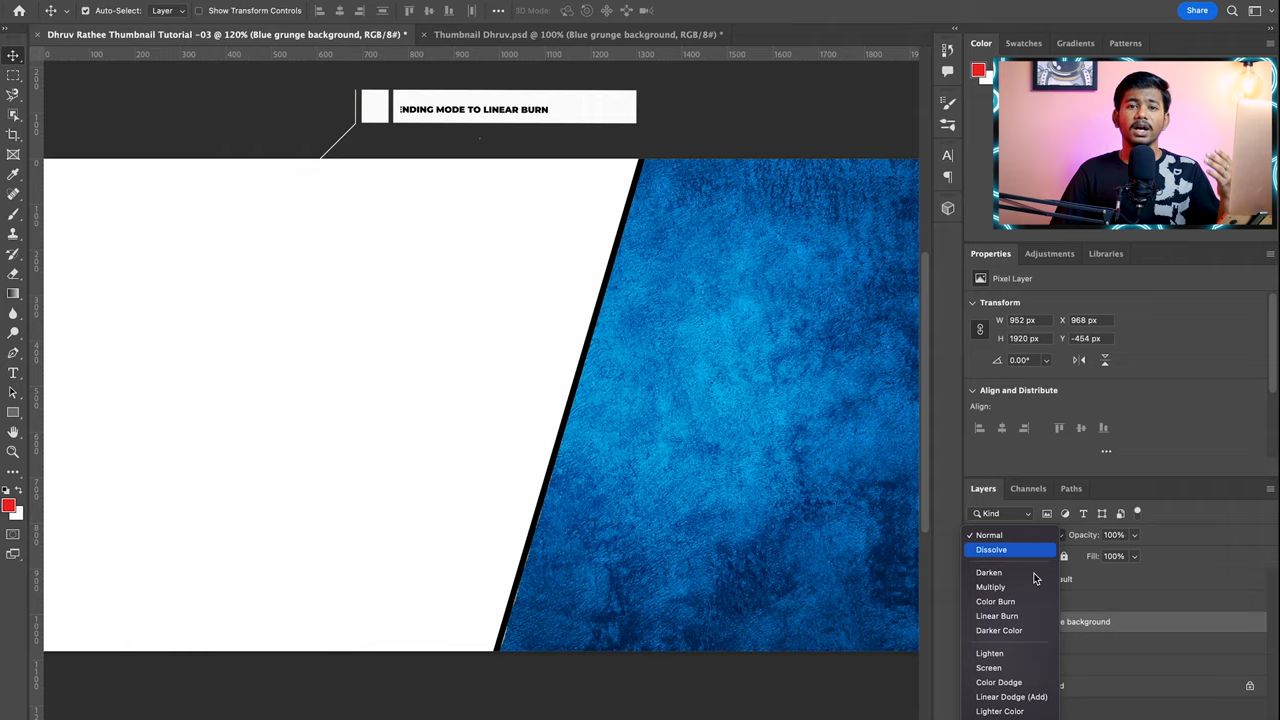 Auto-Select: Layer Show Transform Controls 3D Mode: Share
Dhruv Rathee Thumbnail Tutorial -03 @ 120% (Blue grunge background, RGB/8#) * Thumbnail Dhruv.psd @ 100% (Blue grunge background, RGB/8#) *
100 200 300 400 500 600 700 800 900 1000 1100 1200 1300 1400 1500 1600 1700 1800
ENDING MODE TO LINEAR BURN
Color Swatches Gradients Patterns
Properties Adjustments Libraries
Pixel Layer
Transform
W 952 px X 968 px
H 1920 px Y -454 px
0.00°
Align and Distribute
Align:
Layers Channels Paths
Kind
Normal Opacity: 100%
Dissolve
Fill: 100%
Darken ault
Multiply
Color Burn
Linear Burn e background
Darker Color
Lighten
Screen
Color Dodge d
Linear Dodge (Add)
Lighter Color